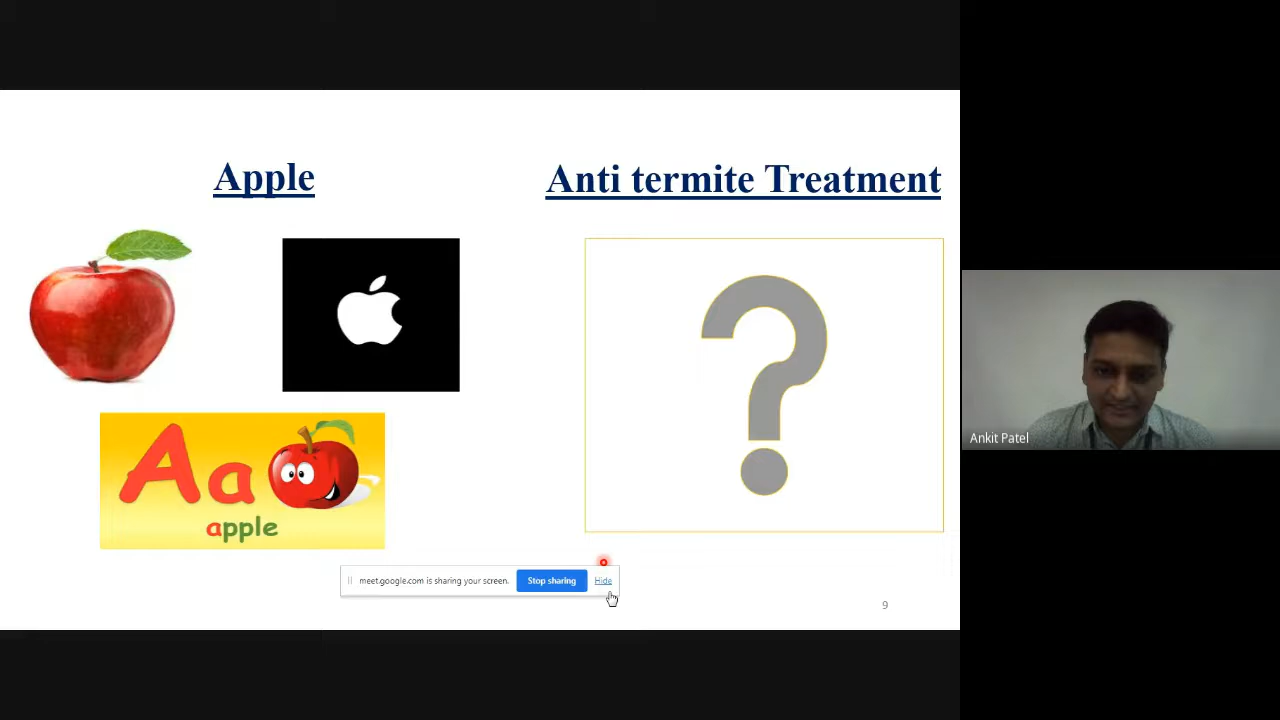 Apple
Anti termite Treatment
?
Aa
apple
Ankit Patel
meet.google.com is sharing your screen.
Stop sharing
Hide
9